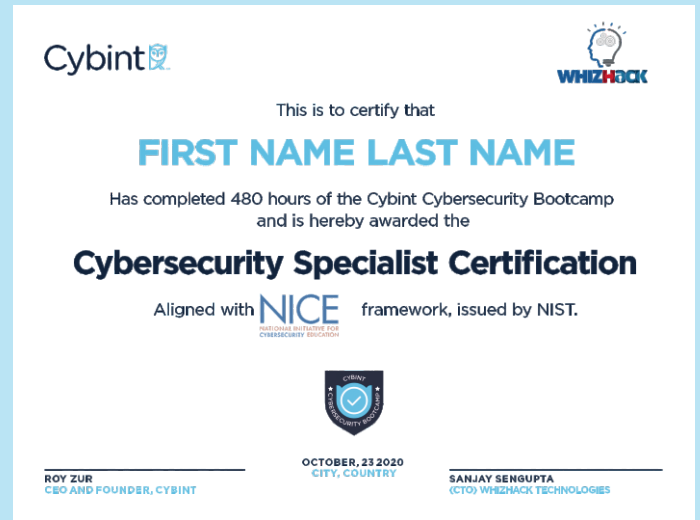 Cybint
WHIZHACK
This is to certify that
FIRST NAME LAST NAME
Has completed 480 hours of the Cybint Cybersecurity Bootcamp
and is hereby awarded the
Cybersecurity Specialist Certification
Aligned with NICE framework, issued by NIST.
NATIONAL INITIATIVE FOR
CYBERSECURITY EDUCATION
CYBINT
CYBERSECURITY BOOTCAMP
OCTOBER, 23 2020
CITY, COUNTRY
ROY ZUR
CEO AND FOUNDER, CYBINT
SANJAY SENGUPTA
(CTO) WHIZHACK TECHNOLOGIES